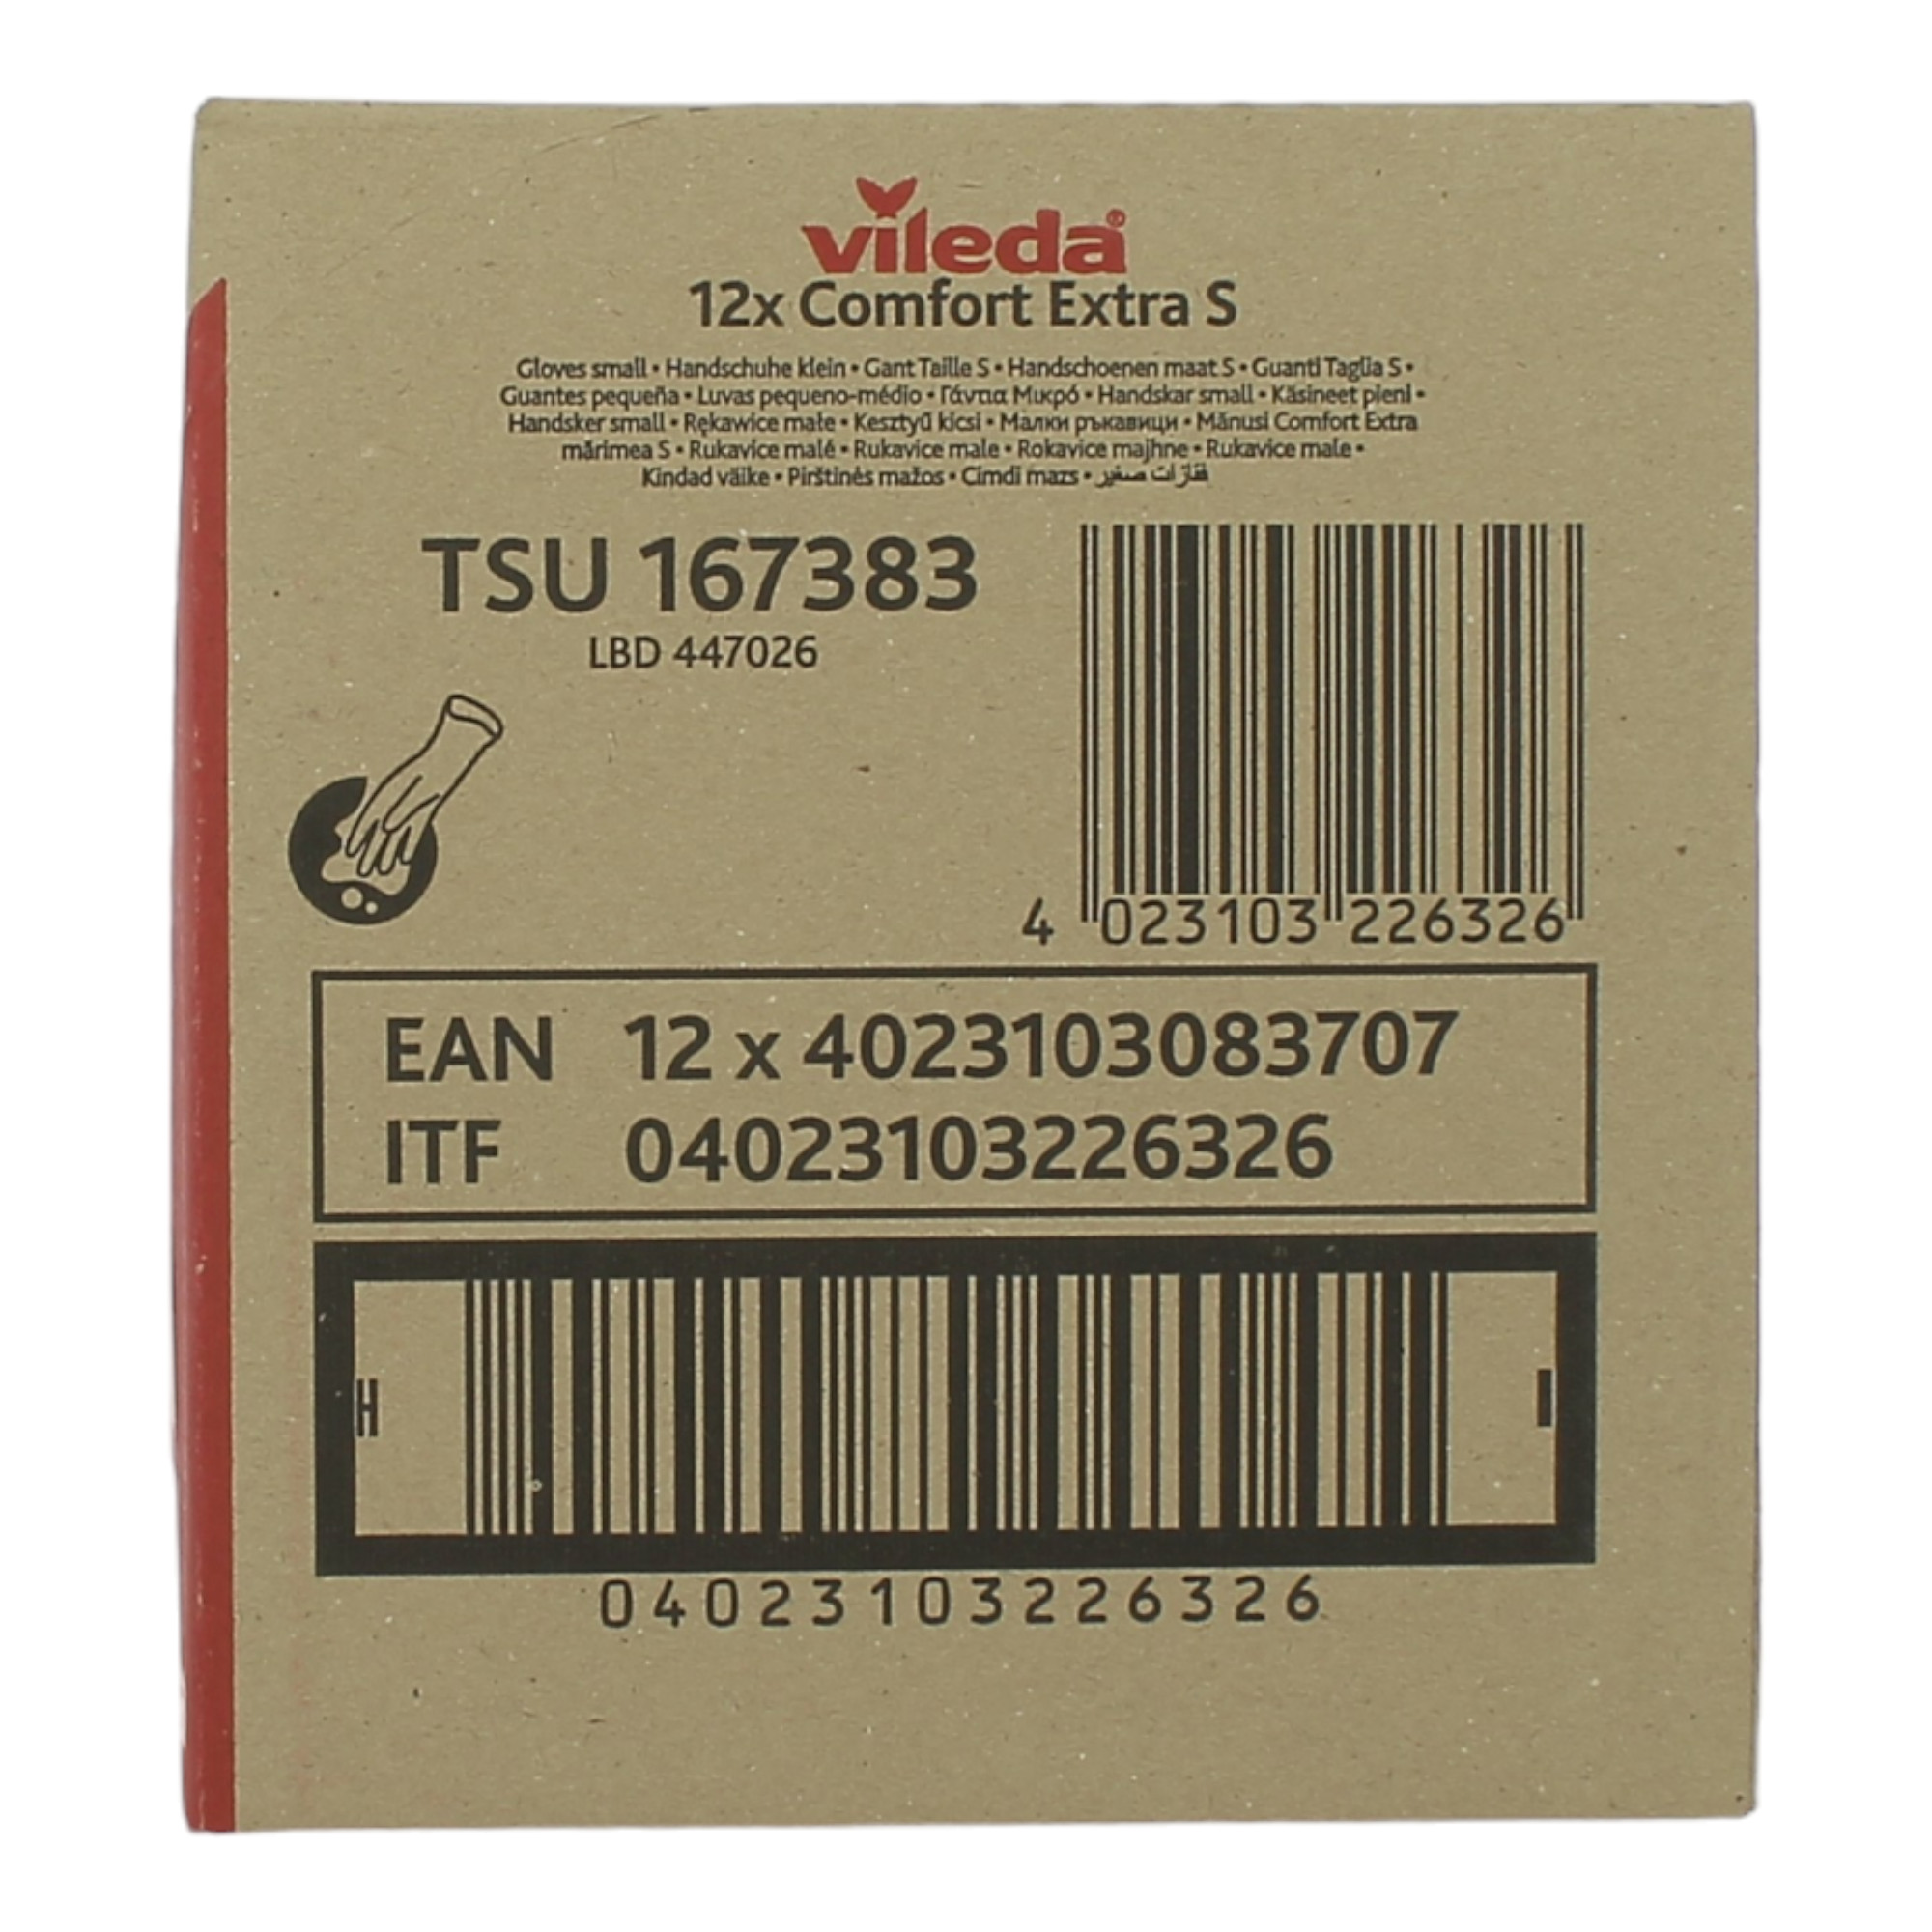 vileda®
12x Comfort Extra S
Gloves small • Handschuhe klein • Gant Taille S • Handschoenen maat S • Guanti Taglia S •
Guantes pequeña • Luvas pequeno-médio • Γάντια Μικρό • Handskar small • Käsineet pieni •
Handsker small • Rękawice małe • Kesztyű kicsi • Малки ръкавици • Mănusi Comfort Extra
mărimea S • Rukavice malé • Rukavice male • Rokavice majhne • Rukavice male •
Kindad väike • Pirštinės mažos • Cimdi mazs • قفازات صغير
TSU 167383
LBD 447026
4 023103 226326
EAN 12 x 4023103083707
ITF 04023103226326
H
04023103226326